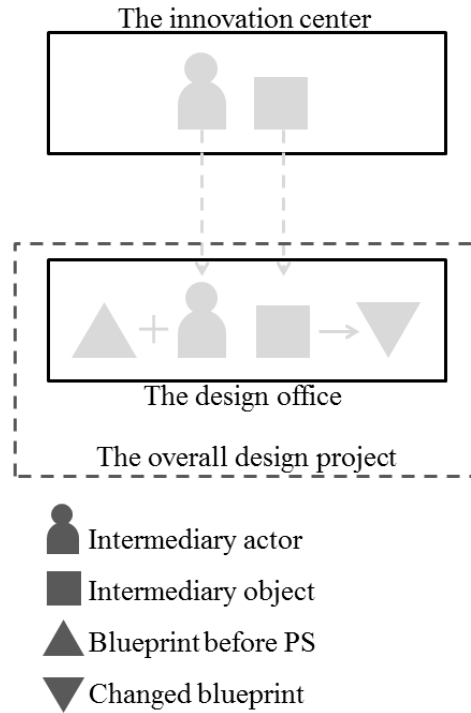 The innovation center
The design office
The overall design project
Intermediary actor
Intermediary object
Blueprint before PS
Changed blueprint